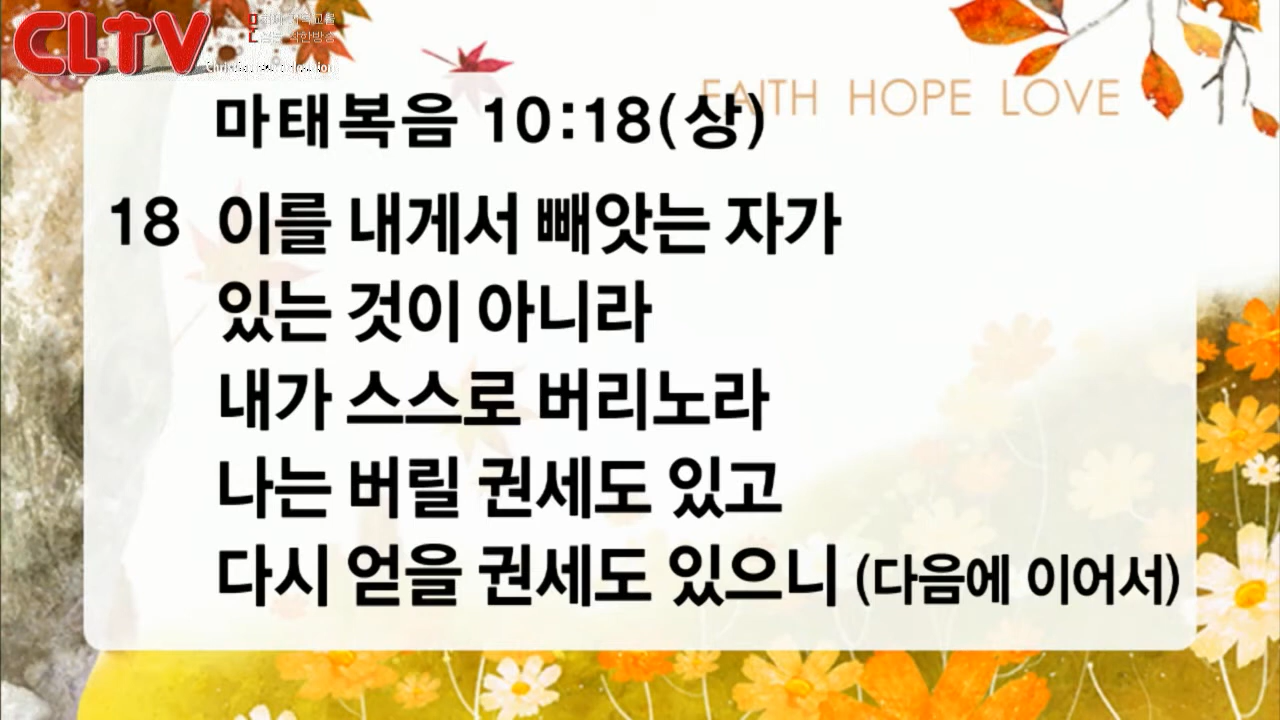 CLTV
FAITH HOPE LOVE
마태복음 10:18(상)
18 이를 내게서 빼앗는 자가
있는 것이 아니라
내가 스스로 버리노라
나는 버릴 권세도 있고
다시 얻을 권세도 있으니 (다음에 이어서)